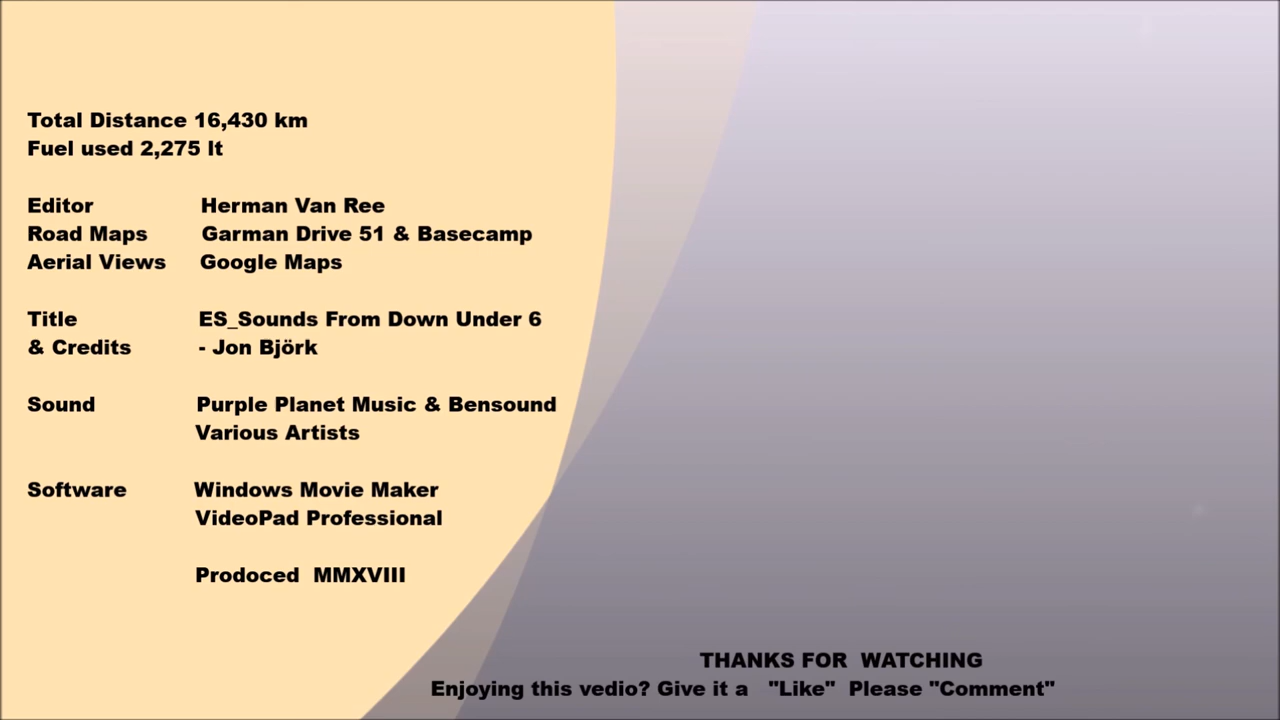 Total Distance 16,430 km
Fuel used 2,275 lt
Editor Herman Van Ree
Road Maps Garman Drive 51 & Basecamp
Aerial Views Google Maps
Title ES_Sounds From Down Under 6
& Credits - Jon Björk
Sound Purple Planet Music & Bensound
Various Artists
Software Windows Movie Maker
VideoPad Professional
Prodoced MMXVIII
THANKS FOR WATCHING
Enjoying this vedio? Give it a "Like" Please "Comment"